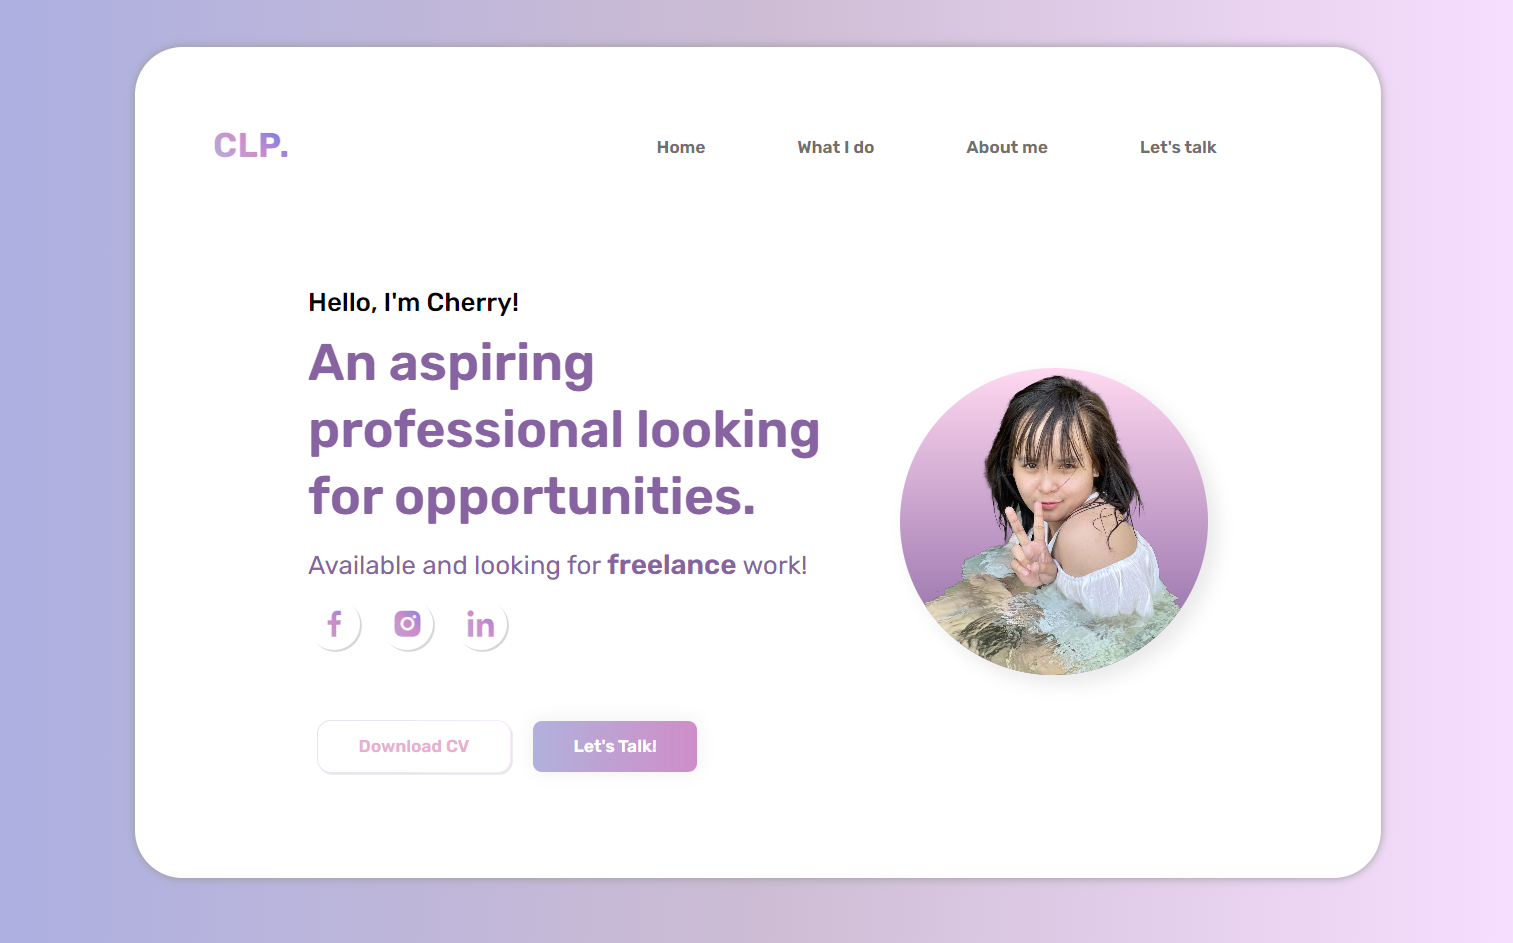 CLP.
Home What I do About me Let's talk
Hello, I'm Cherry!
An aspiring
professional looking
for opportunities.
Available and looking for freelance work!
Download CV Let's Talk!